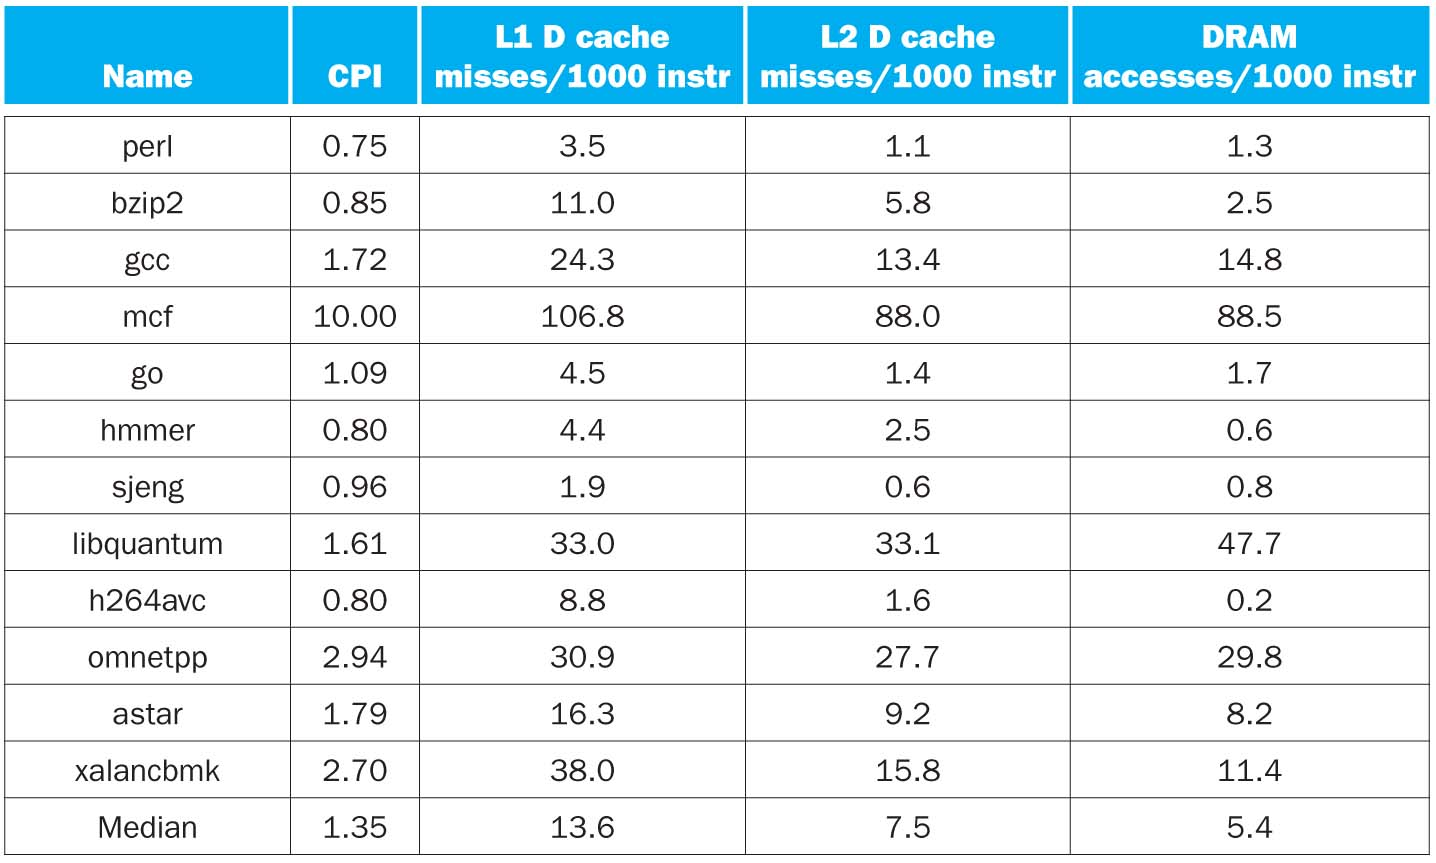 Name CPI L1 D cache misses/1000 instr L2 D cache misses/1000 instr DRAM accesses/1000 instr
perl 0.75 3.5 1.1 1.3
bzip2 0.85 11.0 5.8 2.5
gcc 1.72 24.3 13.4 14.8
mcf 10.00 106.8 88.0 88.5
go 1.09 4.5 1.4 1.7
hmmer 0.80 4.4 2.5 0.6
sjeng 0.96 1.9 0.6 0.8
libquantum 1.61 33.0 33.1 47.7
h264avc 0.80 8.8 1.6 0.2
omnetpp 2.94 30.9 27.7 29.8
astar 1.79 16.3 9.2 8.2
xalancbmk 2.70 38.0 15.8 11.4
Median 1.35 13.6 7.5 5.4